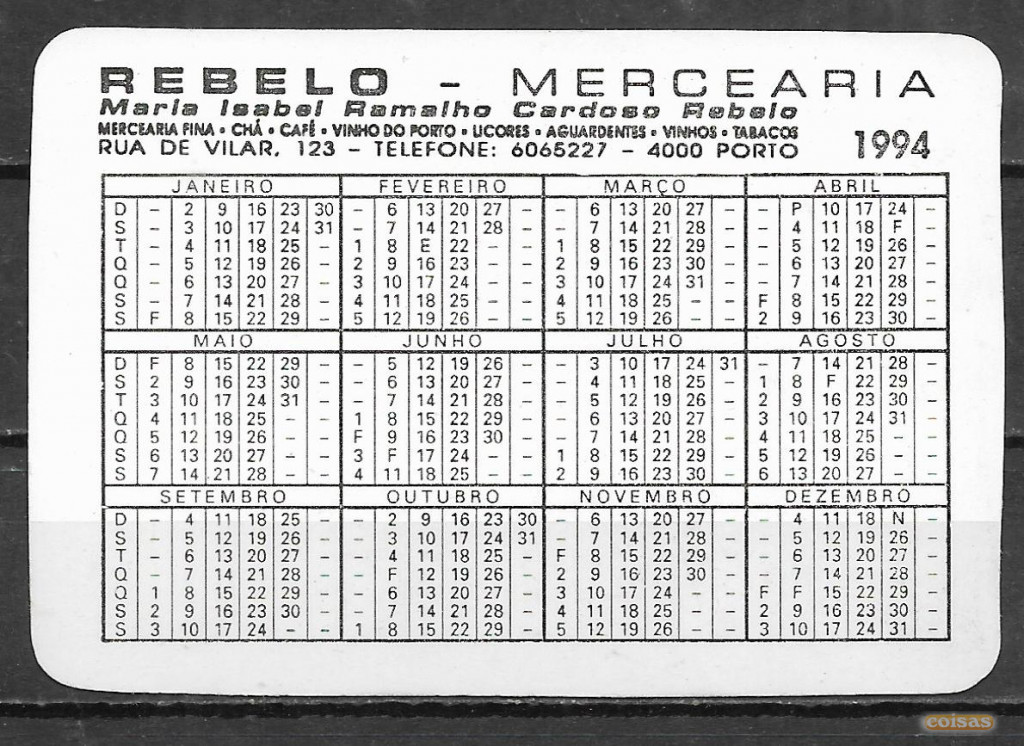 REBELO - MERCEARIA
Maria Isabel Ramalho Cardoso Rebelo
MERCEARIA FINA • CHÁ • CAFÉ • VINHO DO PORTO • LICORES • AGUARDENTES • VINHOS • TABACOS
RUA DE VILAR, 123 - TELEFONE: 6065227 - 4000 PORTO 1994
JANEIRO FEVEREIRO MARÇO ABRIL
D - 2 9 16 23 30 - 6 13 20 27 - - 6 13 20 27 - - P 10 17 24 -
S - 3 10 17 24 31 - 7 14 21 28 - - 7 14 21 28 - - 4 11 18 F -
T - 4 11 18 25 - 1 8 E 22 - - 1 8 15 22 29 - - 5 12 19 26 -
Q - 5 12 19 26 - 2 9 16 23 - - 2 9 16 23 30 - - 6 13 20 27 -
Q - 6 13 20 27 - 3 10 17 24 - - 3 10 17 24 31 - - 7 14 21 28 -
S - 7 14 21 28 - 4 11 18 25 - - 4 11 18 25 - - F 8 15 22 29 -
S F 8 15 22 29 - 5 12 19 26 - - 5 12 19 26 - - 2 9 16 23 30 -
MAIO JUNHO JULHO AGOSTO
D F 8 15 22 29 - - 5 12 19 26 - - 3 10 17 24 31 - 7 14 21 28 -
S 2 9 16 23 30 - - 6 13 20 27 - - 4 11 18 25 - 1 8 F 22 29 -
T 3 10 17 24 31 - - 7 14 21 28 - - 5 12 19 26 - 2 9 16 23 30 -
Q 4 11 18 25 - - 1 8 15 22 29 - - 6 13 20 27 - 3 10 17 24 31 -
Q 5 12 19 26 - - F 9 16 23 30 - - 7 14 21 28 - 4 11 18 25 - -
S 6 13 20 27 - - 3 F 17 24 - - 1 8 15 22 29 - 5 12 19 26 - -
S 7 14 21 28 - - 4 11 18 25 - - 2 9 16 23 30 - 6 13 20 27 - -
SETEMBRO OUTUBRO NOVEMBRO DEZEMBRO
D - 4 11 18 25 - - 2 9 16 23 30 - 6 13 20 27 - - 4 11 18 N -
S - 5 12 19 26 - - 3 10 17 24 31 - 7 14 21 28 - - 5 12 19 26 -
T - 6 13 20 27 - - 4 11 18 25 - F 8 15 22 29 - - 6 13 20 27 -
Q - 7 14 21 28 - - F 12 19 26 - 2 9 16 23 30 - - 7 14 21 28 -
Q 1 8 15 22 29 - - 6 13 20 27 - 3 10 17 24 - - F F 15 22 29 -
S 2 9 16 23 30 - - 7 14 21 28 - 4 11 18 25 - - 2 9 16 23 30 -
S 3 10 17 24 - - 1 8 15 22 29 - 5 12 19 26 - - 3 10 17 24 31 -
coisas